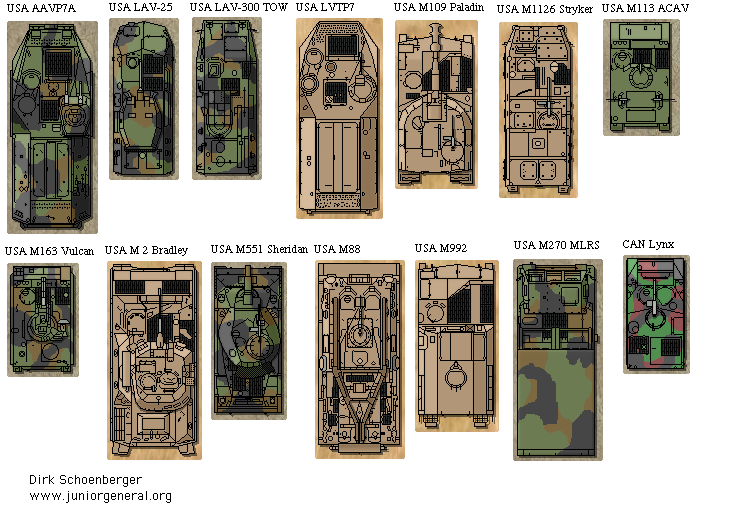 USA AAVP7A
USA LAV-25
USA LAV-300 TOW
USA LVTP7
USA M109 Paladin
USA M1126 Stryker
USA M113 ACAV
USA M163 Vulcan
USA M 2 Bradley
USA M551 Sheridan
USA M88
USA M992
USA M270 MLRS
CAN Lynx
Dirk Schoenberger
www.juniorgeneral.org